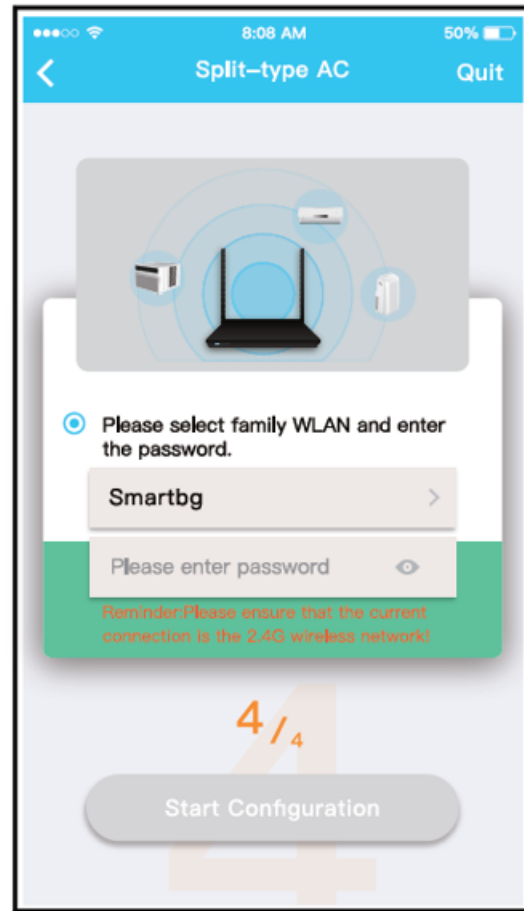 8:08 AM 50%
Split-type AC Quit
Please select family WLAN and enter
the password.
Smartbg
Please enter password
Reminder:Please ensure that the current
connection is the 2.4G wireless network!
4/4
Start Configuration
4